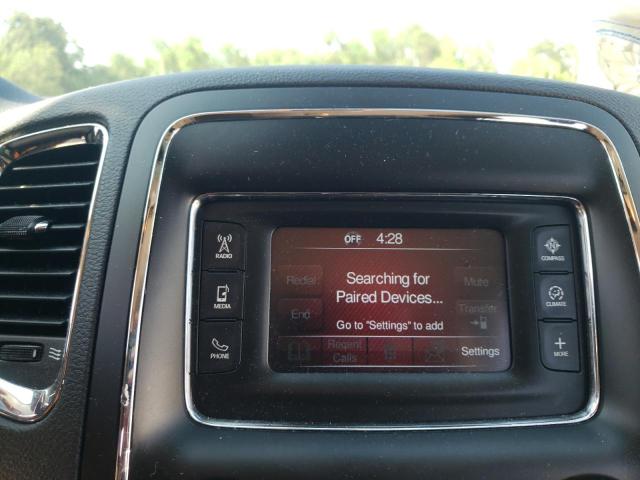 OFF 4:28
RADIO
MEDIA
PHONE
Redial
End
Searching for
Paired Devices...
Go to "Settings" to add
Mute
Transfer
Recent
Calls
Settings
N
COMPASS
CLIMATE
+
MORE